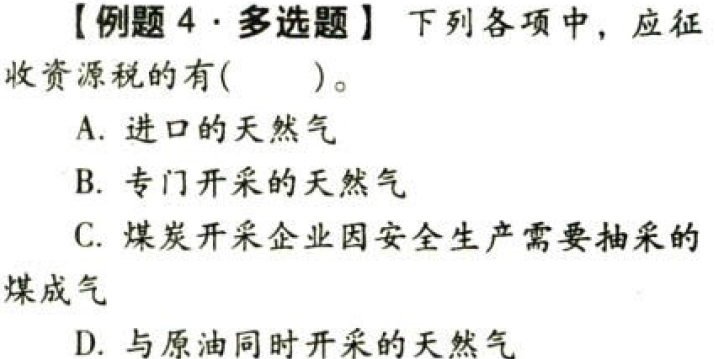 【例题 4·多选题】 下列各项中，应征
收资源税的有(    )。
A. 进口的天然气
B. 专门开采的天然气
C. 煤炭开采企业因安全生产需要抽采的
煤成气
D. 与原油同时开采的天然气